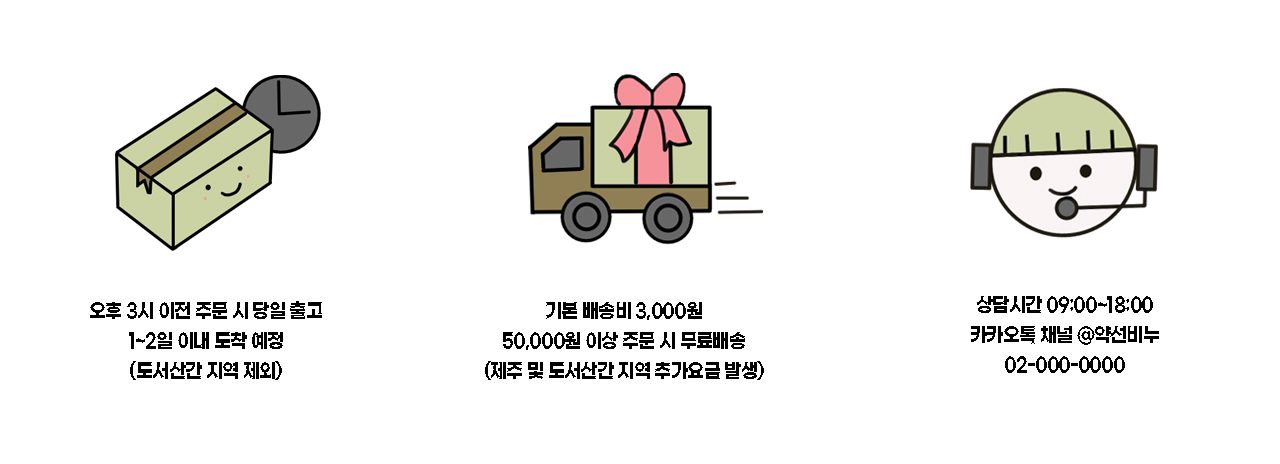 오후 3시 이전 주문 시 당일 출고
1~2일 이내 도착 예정
(도서산간 지역 제외)
기본 배송비 3,000원
50,000원 이상 주문 시 무료배송
(제주 및 도서산간 지역 추가요금 발생)
상담시간 09:00~18:00
카카오톡 채널 @약선비누
02-000-0000